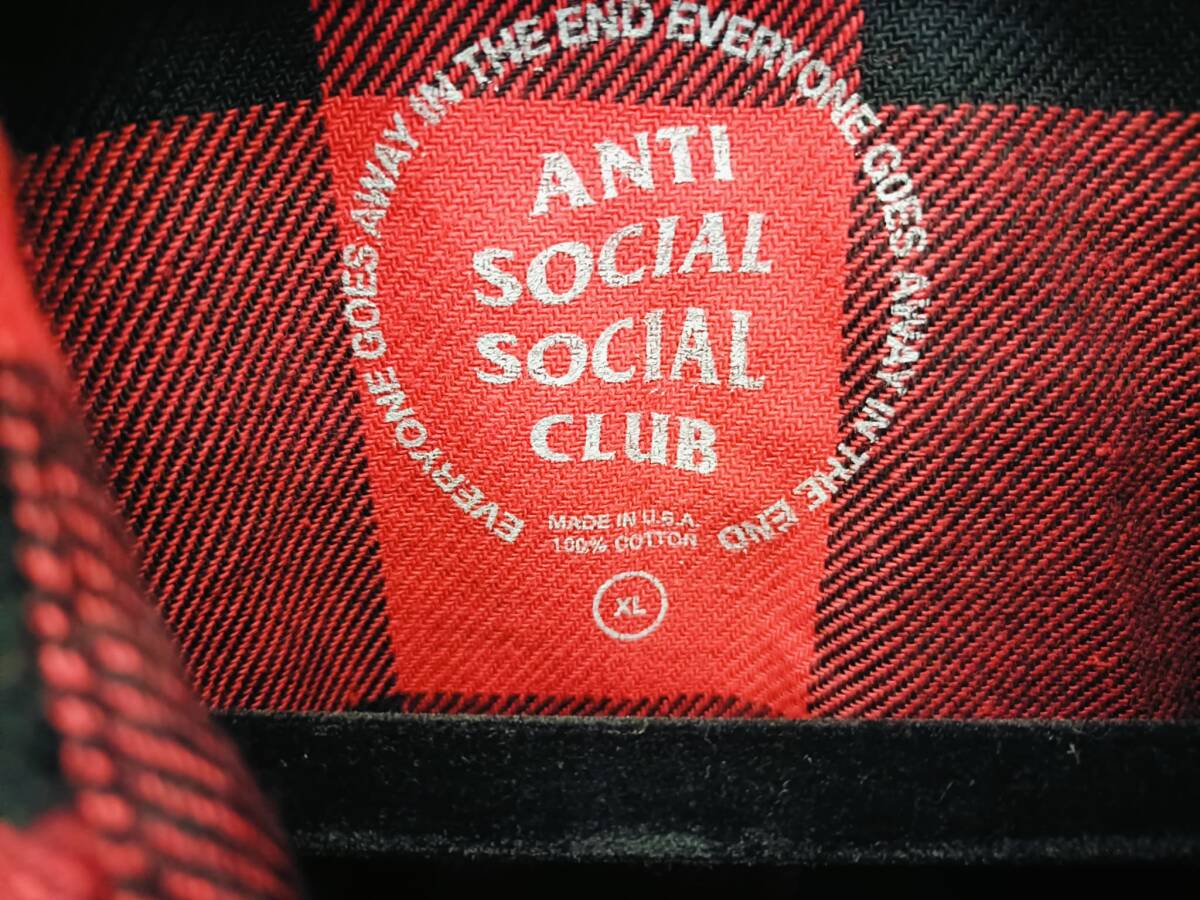 EVERYONE GOES AWAY IN THE END EVERYONE GOES AWAY IN THE END
ANTI
SOCIAL
SOCIAL
CLUB
MADE IN U.S.A.
100% COTTON
XL